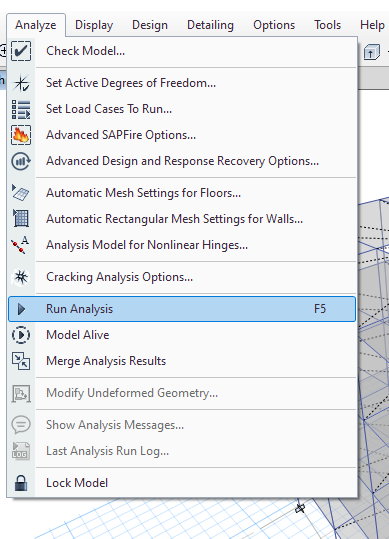 Analyze Display Design Detailing Options Tools Help
Check Model...
Set Active Degrees of Freedom...
Set Load Cases To Run...
Advanced SAPFire Options...
Advanced Design and Response Recovery Options...
Automatic Mesh Settings for Floors...
Automatic Rectangular Mesh Settings for Walls...
Analysis Model for Nonlinear Hinges...
Cracking Analysis Options...
Run Analysis F5
Model Alive
Merge Analysis Results
Modify Undeformed Geometry...
Show Analysis Messages...
LOG Last Analysis Run Log...
Lock Model